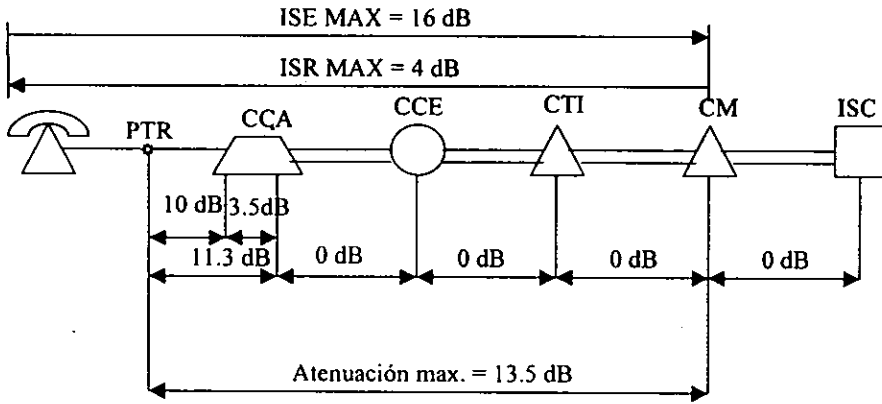 ISE MAX = 16 dB
ISR MAX = 4 dB
PTR CCA CCE CTI CM ISC
10 dB 3.5dB
11.3 dB 0 dB 0 dB 0 dB 0 dB
Atenuación max. = 13.5 dB